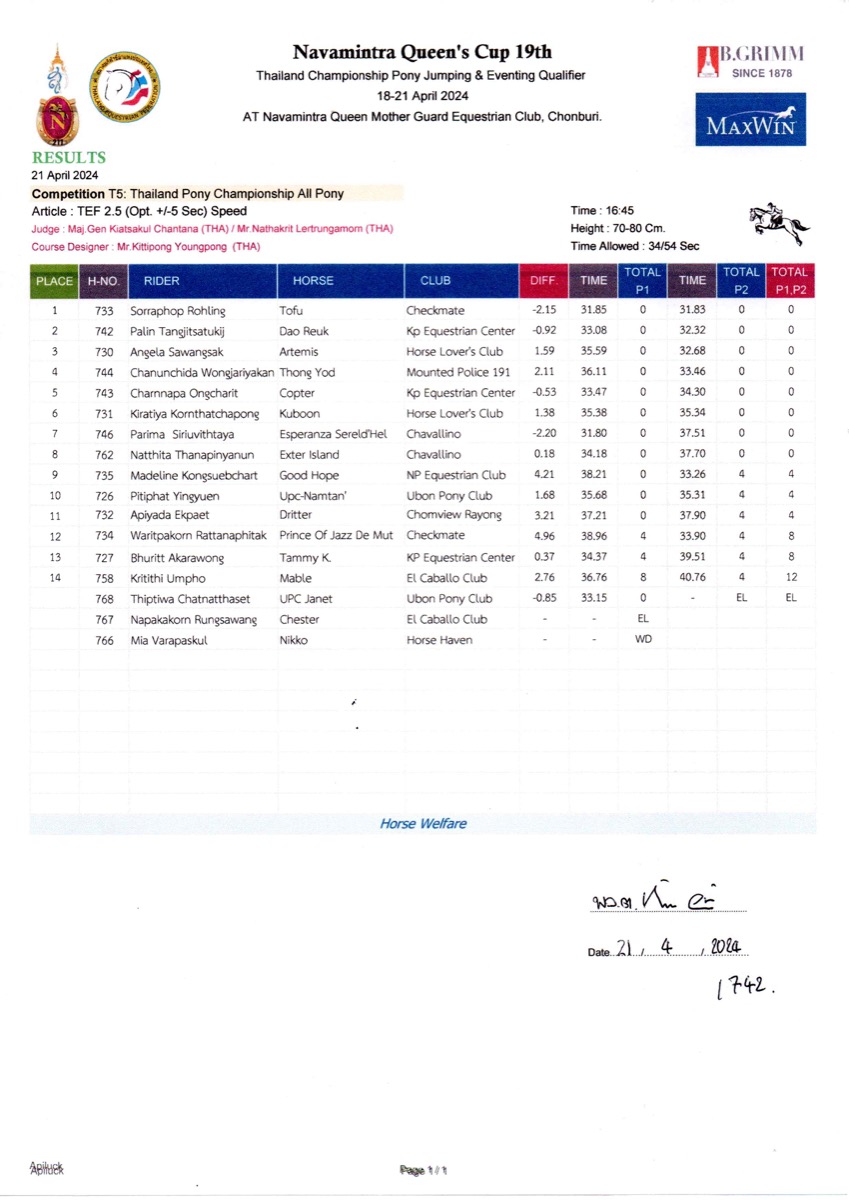 Navamintra Queen's Cup 19th
Thailand Championship Pony Jumping & Eventing Qualifier
18-21 April 2024
AT Navamintra Queen Mother Guard Equestrian Club, Chonburi.
B.GRIMM
SINCE 1878
MAXWIN
N
RESULTS
21 April 2024
Competition T5: Thailand Pony Championship All Pony
Article : TEF 2.5 (Opt. +/-5 Sec) Speed
Time : 16:45
Judge : Maj.Gen Kiatsakul Chantana (THA) / Mr.Nathakrit Lertrungamorn (THA)
Height : 70-80 Cm.
Course Designer : Mr.Kittipong Youngpong (THA)
Time Allowed : 34/54 Sec
PLACE H-NO. RIDER HORSE CLUB DIFF. TIME TOTAL P1 TIME TOTAL P2 TOTAL P1,P2
1 733 Sorraphop Rohling Tofu Checkmate -2.15 31.85 0 31.83 0 0
2 742 Palin Tangjitsatukij Dao Reuk Kp Equestrian Center -0.92 33.08 0 32.32 0 0
3 730 Angela Sawangsak Artemis Horse Lover's Club 1.59 35.59 0 32.68 0 0
4 744 Chanunchida Wongjariyakan Thong Yod Mounted Police 191 2.11 36.11 0 33.46 0 0
5 743 Charnnapa Ongcharit Copter Kp Equestrian Center -0.53 33.47 0 34.30 0 0
6 731 Kiratiya Kornthatchapong Kuboon Horse Lover's Club 1.38 35.38 0 35.34 0 0
7 746 Parima Siriuvithtaya Esperanza Sereld'Hel Chavallino -2.20 31.80 0 37.51 0 0
8 762 Natthita Thanapinyanun Exter Island Chavallino 0.18 34.18 0 37.70 0 0
9 735 Madeline Kongsuebchart Good Hope NP Equestrian Club 4.21 38.21 0 33.26 4 4
10 726 Pitiphat Yingyuen Upc-Namtan' Ubon Pony Club 1.68 35.68 0 35.31 4 4
11 732 Apiyada Ekpaet Dritter Chomview Rayong 3.21 37.21 0 37.90 4 4
12 734 Waritpakorn Rattanaphitak Prince Of Jazz De Mut Checkmate 4.96 38.96 4 33.90 4 8
13 727 Bhuritt Akarawong Tammy K. KP Equestrian Center 0.37 34.37 4 39.51 4 8
14 758 Kritithi Umpho Mable El Caballo Club 2.76 36.76 8 40.76 4 12
768 Thiptiwa Chatnatthaset UPC Janet Ubon Pony Club -0.85 33.15 0 - EL EL
767 Napakakorn Rungsawang Chester El Caballo Club - - EL
766 Mia Varapaskul Nikko Horse Haven - - WD
Horse Welfare
Date 21 , 4 , 2024
1742.
Apiluck
Page 1 / 1